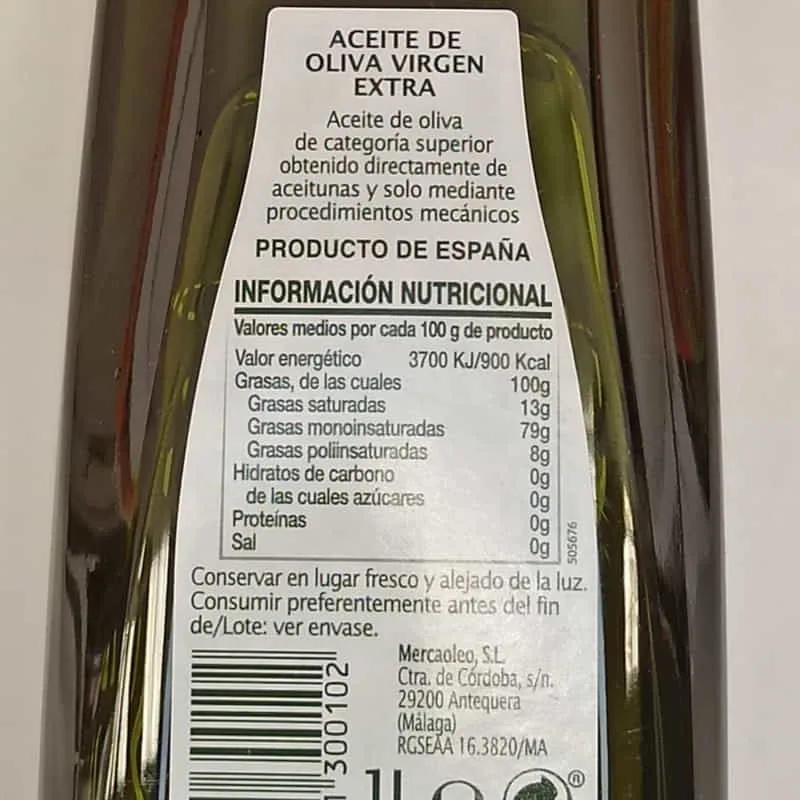 ACEITE DE
OLIVA VIRGEN
EXTRA
Aceite de oliva
de categoría superior
obtenido directamente de
aceitunas y solo mediante
procedimientos mecánicos
PRODUCTO DE ESPAÑA
INFORMACIÓN NUTRICIONAL
Valores medios por cada 100 g de producto
Valor energético 3700 KJ/900 Kcal
Grasas, de las cuales 100g
Grasas saturadas 13g
Grasas monoinsaturadas 79g
Grasas poliinsaturadas 8g
Hidratos de carbono 0g
de las cuales azúcares 0g
Proteínas 0g
Sal 0g
505676
Conservar en lugar fresco y alejado de la luz.
Consumir preferentemente antes del fin
de/Lote: ver envase.
Mercaoleo, S.L.
Ctra. de Córdoba, s/n.
29200 Antequera
(Málaga)
RGSEAA 16.3820/MA
300102
1L
®